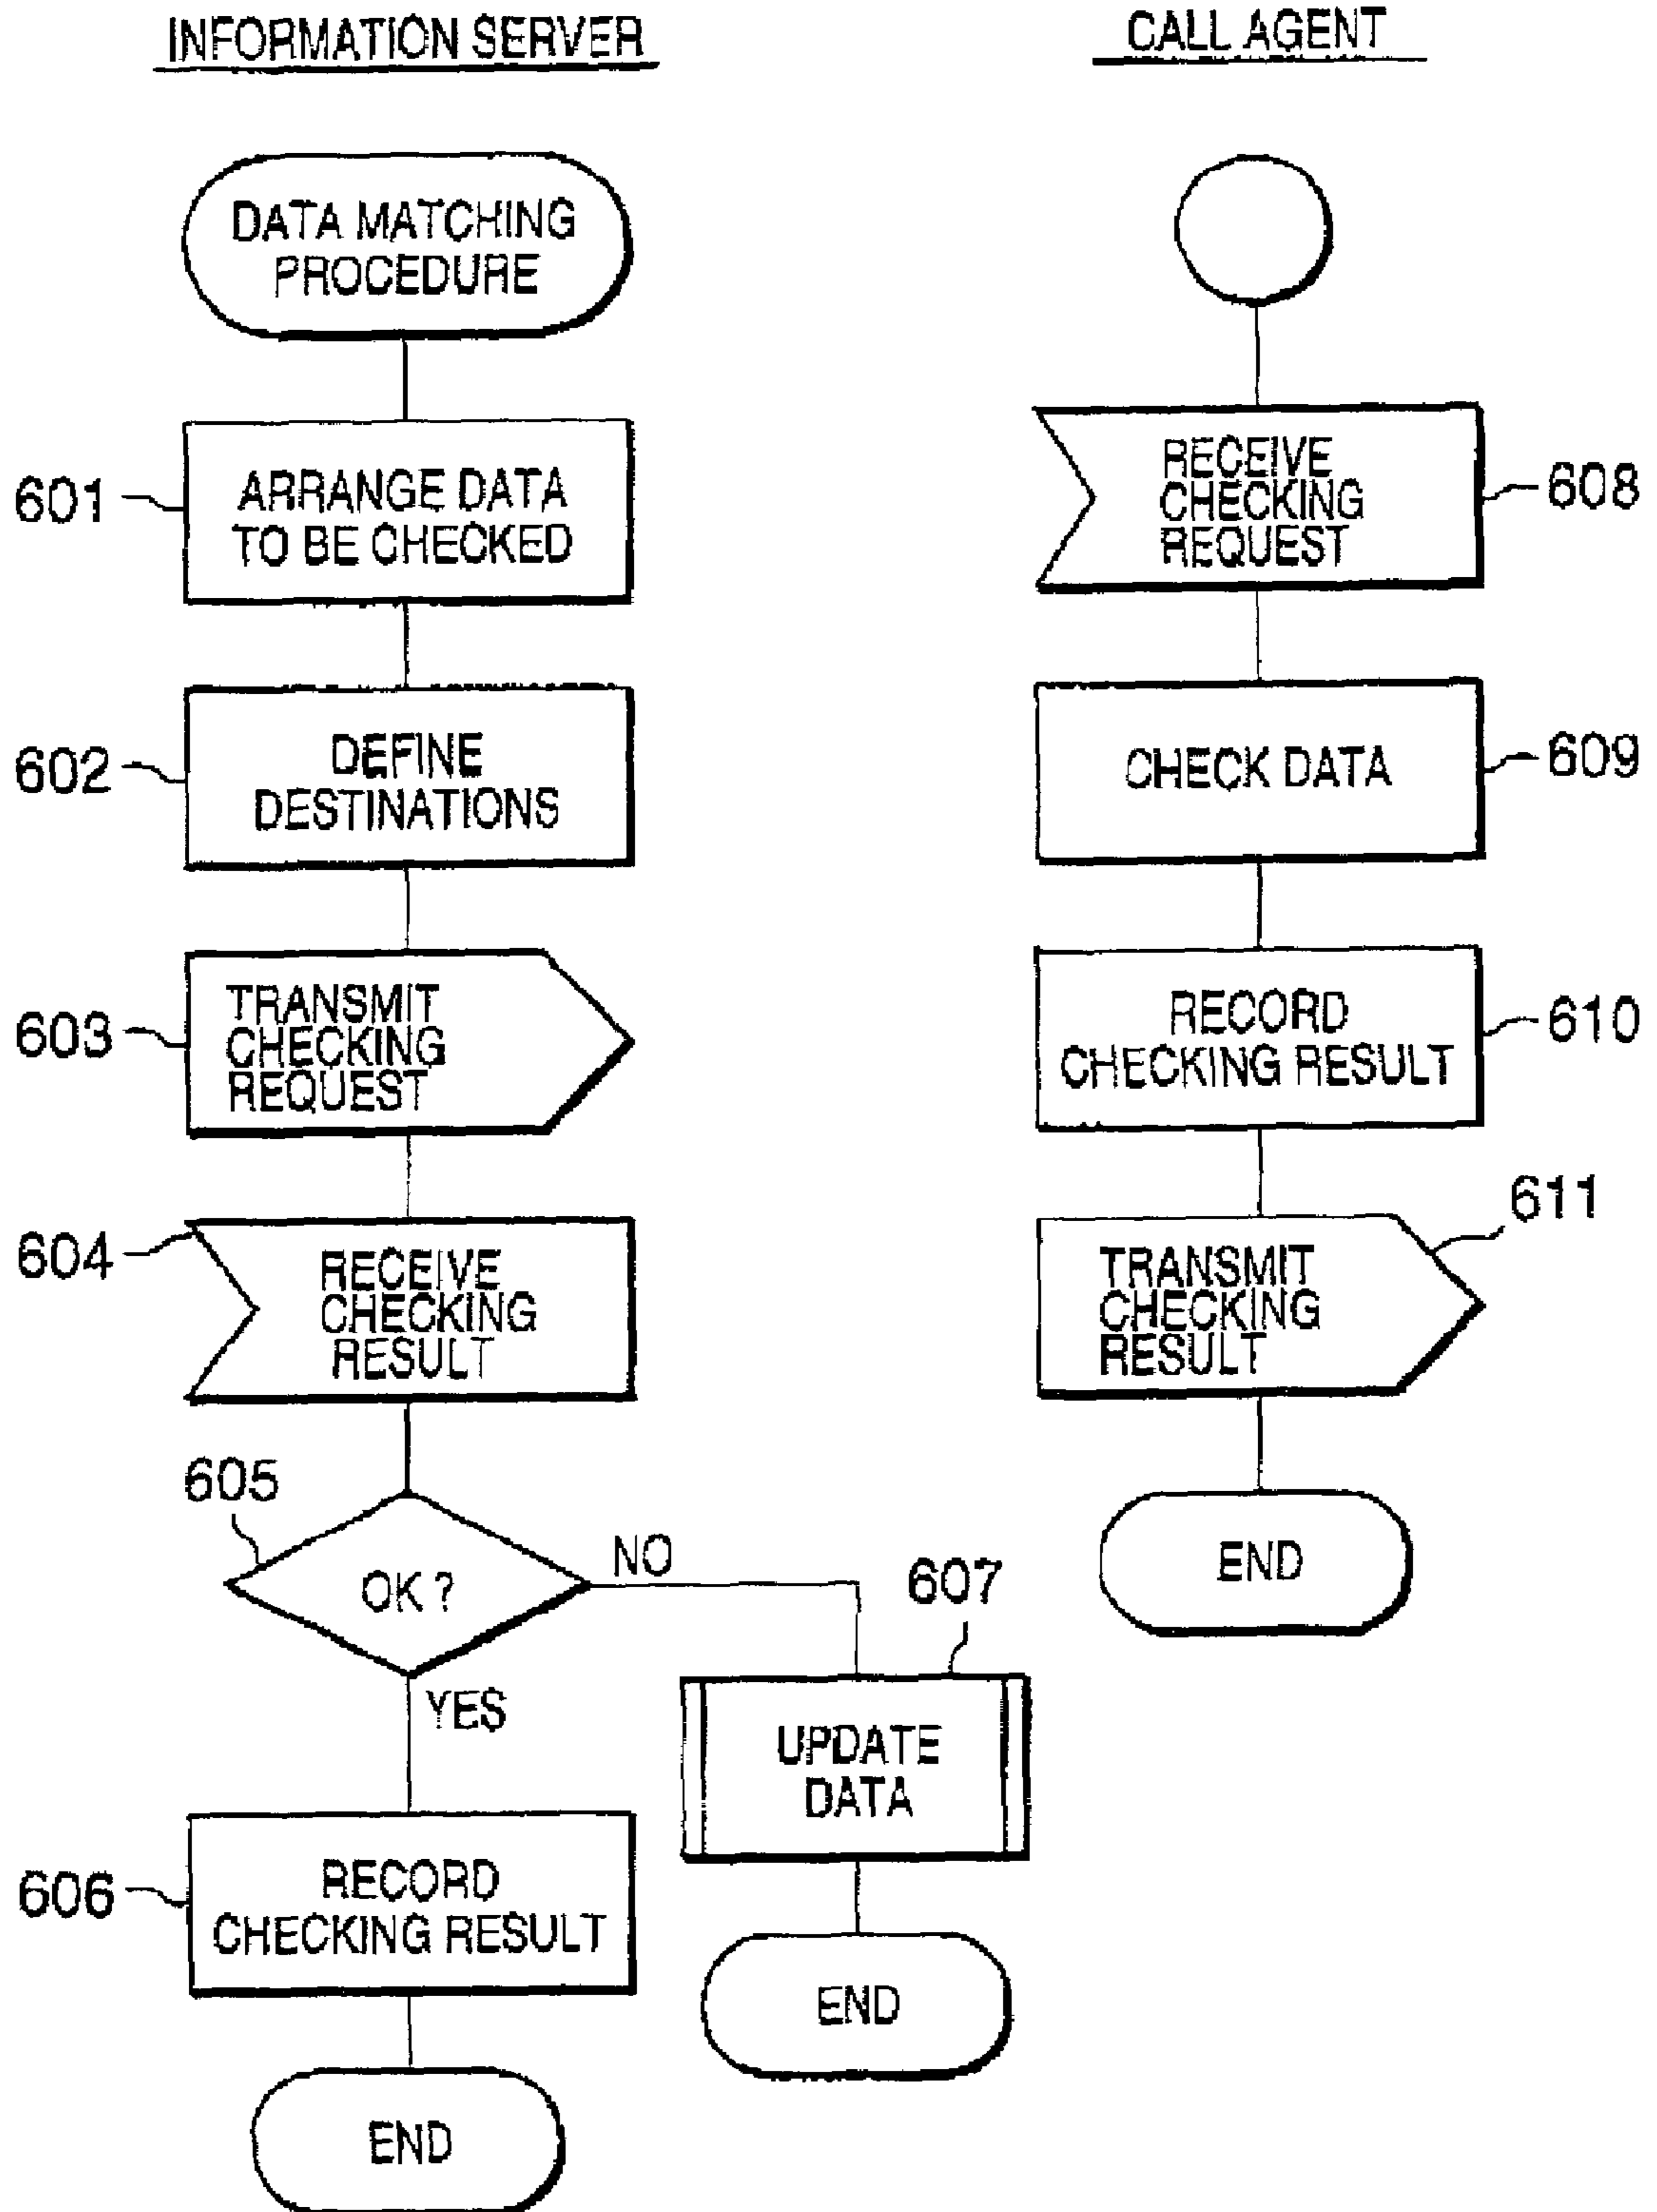 INFORMATION SERVER
DATA MATCHING
PROCEDURE
601
ARRANGE DATA
TO BE CHECKED
602
DEFINE
DESTINATIONS
603
TRANSMIT
CHECKING
REQUEST
604
RECEIVE
CHECKING
RESULT
605
OK ?
NO
YES
607
UPDATE
DATA
END
606
RECORD
CHECKING RESULT
END
CALL AGENT
RECEIVE
CHECKING
REQUEST
608
CHECK DATA
609
RECORD
CHECKING RESULT
610
611
TRANSMIT
CHECKING
RESULT
END